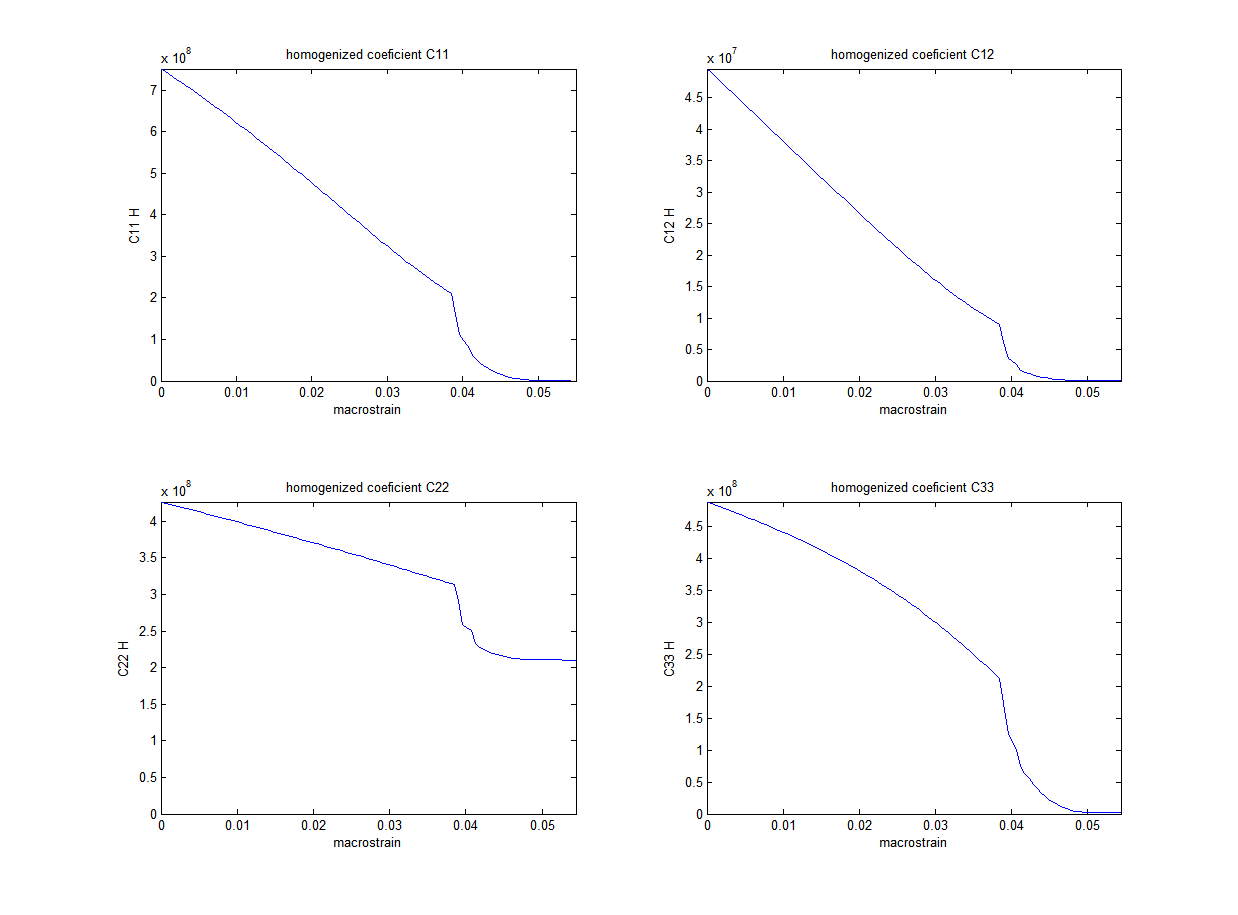 homogenized coeficient C11
x 10^8
7
6
5
4
3
2
1
0
C11 H
0 0.01 0.02 0.03 0.04 0.05
macrostrain
homogenized coeficient C12
x 10^7
4.5
4
3.5
3
2.5
2
1.5
1
0.5
0
C12 H
0 0.01 0.02 0.03 0.04 0.05
macrostrain
homogenized coeficient C22
x 10^8
4
3.5
3
2.5
2
1.5
1
0.5
0
C22 H
0 0.01 0.02 0.03 0.04 0.05
macrostrain
homogenized coeficient C33
x 10^8
4.5
4
3.5
3
2.5
2
1.5
1
0.5
0
C33 H
0 0.01 0.02 0.03 0.04 0.05
macrostrain